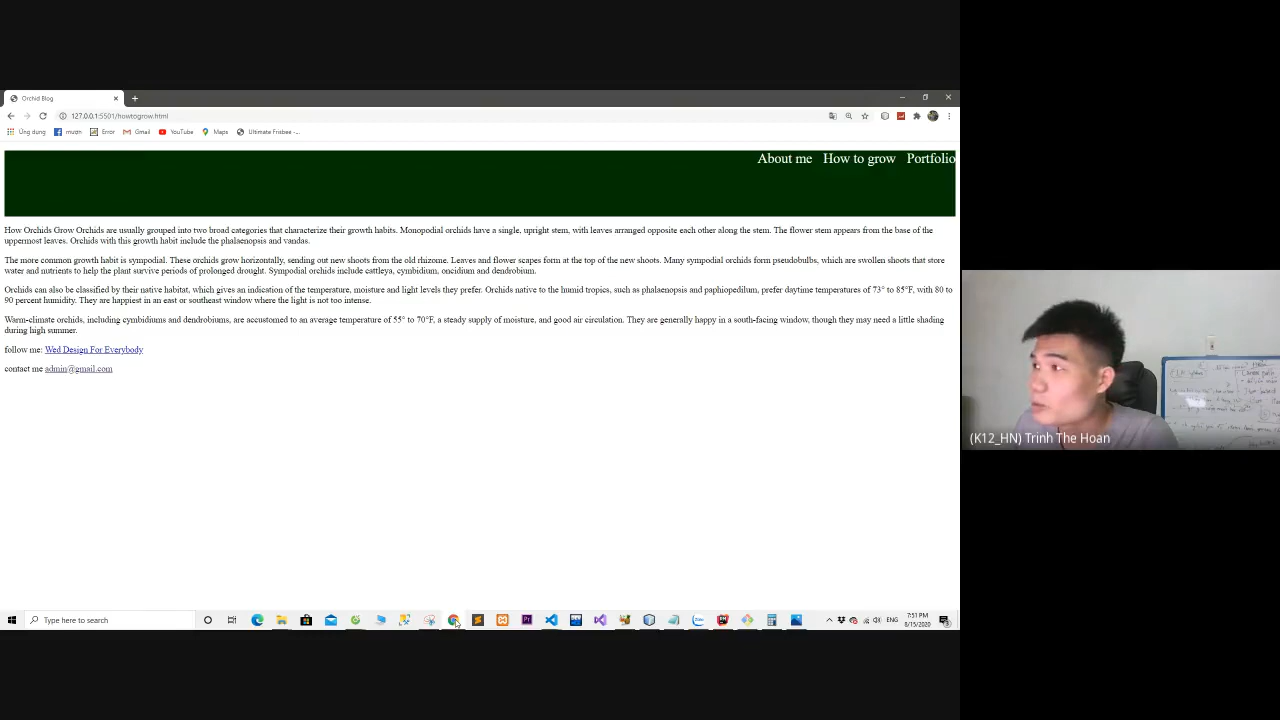 Orchid Blog
127.0.0.1:5501/howtogrow.html
Ứng dụng mươn Error Gmail YouTube Maps Ultimate Frisbee -...
About me How to grow Portfolio
How Orchids Grow Orchids are usually grouped into two broad categories that characterize their growth habits. Monopodial orchids have a single, upright stem, with leaves arranged opposite each other along the stem. The flower stem appears from the base of the
uppermost leaves. Orchids with this growth habit include the phalaenopsis and vandas.
The more common growth habit is sympodial. These orchids grow horizontally, sending out new shoots from the old rhizome. Leaves and flower scapes form at the top of the new shoots. Many sympodial orchids form pseudobulbs, which are swollen shoots that store
water and nutrients to help the plant survive periods of prolonged drought. Sympodial orchids include cattleya, cymbidium, oncidium and dendrobium.
Orchids can also be classified by their native habitat, which gives an indication of the temperature, moisture and light levels they prefer. Orchids native to the humid tropics, such as phalaenopsis and paphiopedilum, prefer daytime temperatures of 73° to 85°F, with 80 to
90 percent humidity. They are happiest in an east or southeast window where the light is not too intense.
Warm-climate orchids, including cymbidiums and dendrobiums, are accustomed to an average temperature of 55° to 70°F, a steady supply of moisture, and good air circulation. They are generally happy in a south-facing window, though they may need a little shading
during high summer.
follow me: Wed Design For Everybody
contact me admin@gmail.com
(K12_HN) Trinh The Hoan
Type here to search
ENG
7:51 PM
8/15/2020